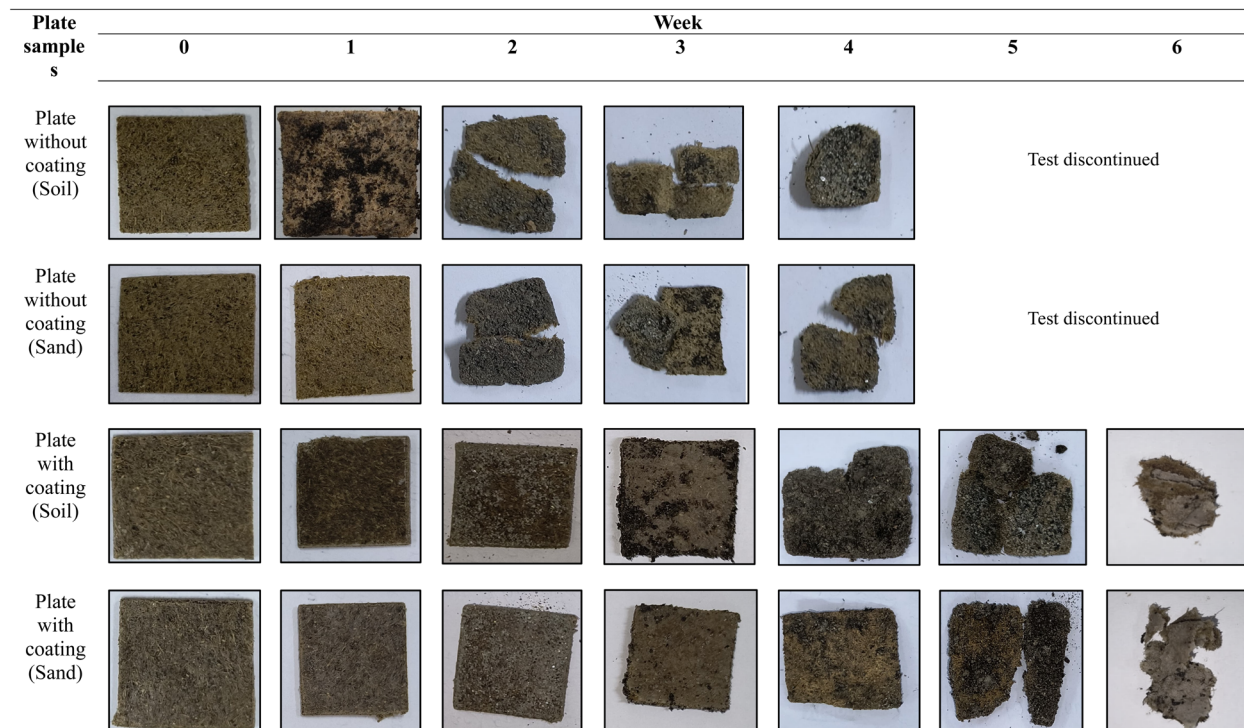 Plate
sample
s
Week
0 1 2 3 4 5 6
Plate
without
coating
(Soil)
Test discontinued
Plate
without
coating
(Sand)
Test discontinued
Plate
with
coating
(Soil)
Plate
with
coating
(Sand)